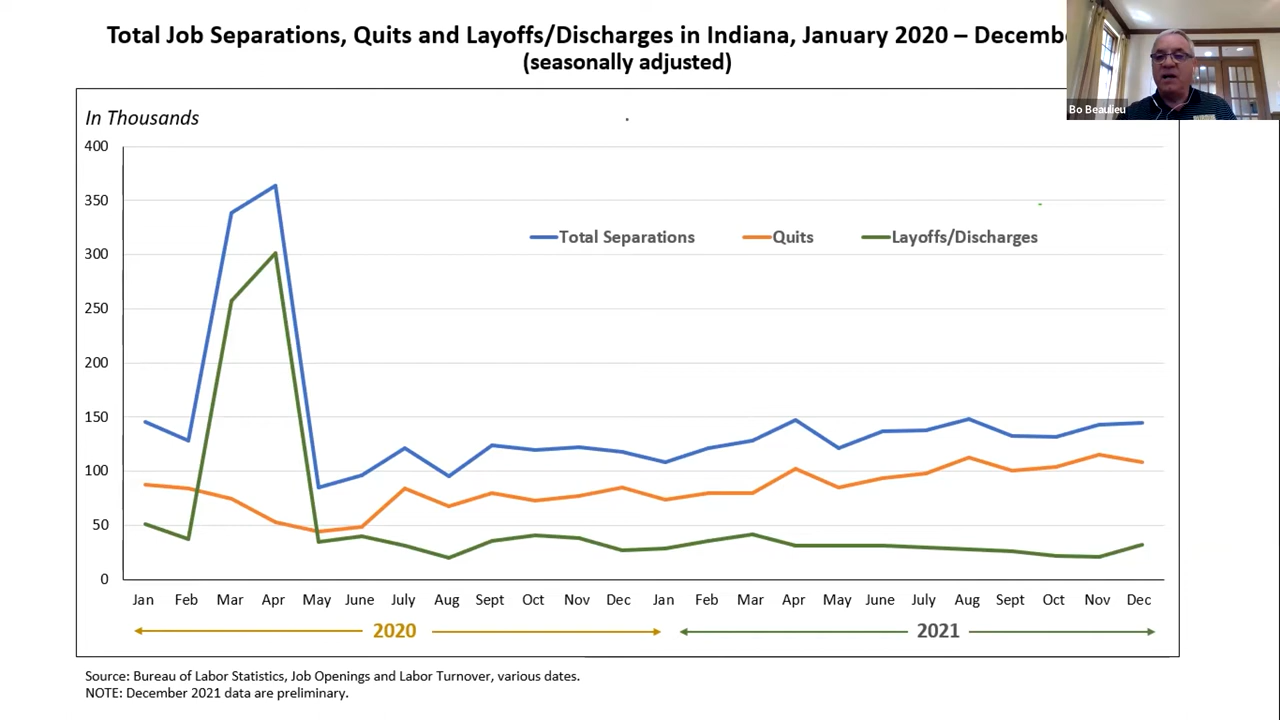 Total Job Separations, Quits and Layoffs/Discharges in Indiana, January 2020 – Decemb
(seasonally adjusted)
Bo Beaulieu
In Thousands
400
350
300
250
200
150
100
50
0
Total Separations Quits Layoffs/Discharges
Jan Feb Mar Apr May June July Aug Sept Oct Nov Dec Jan Feb Mar Apr May June July Aug Sept Oct Nov Dec
2020 2021
Source: Bureau of Labor Statistics, Job Openings and Labor Turnover, various dates.
NOTE: December 2021 data are preliminary.